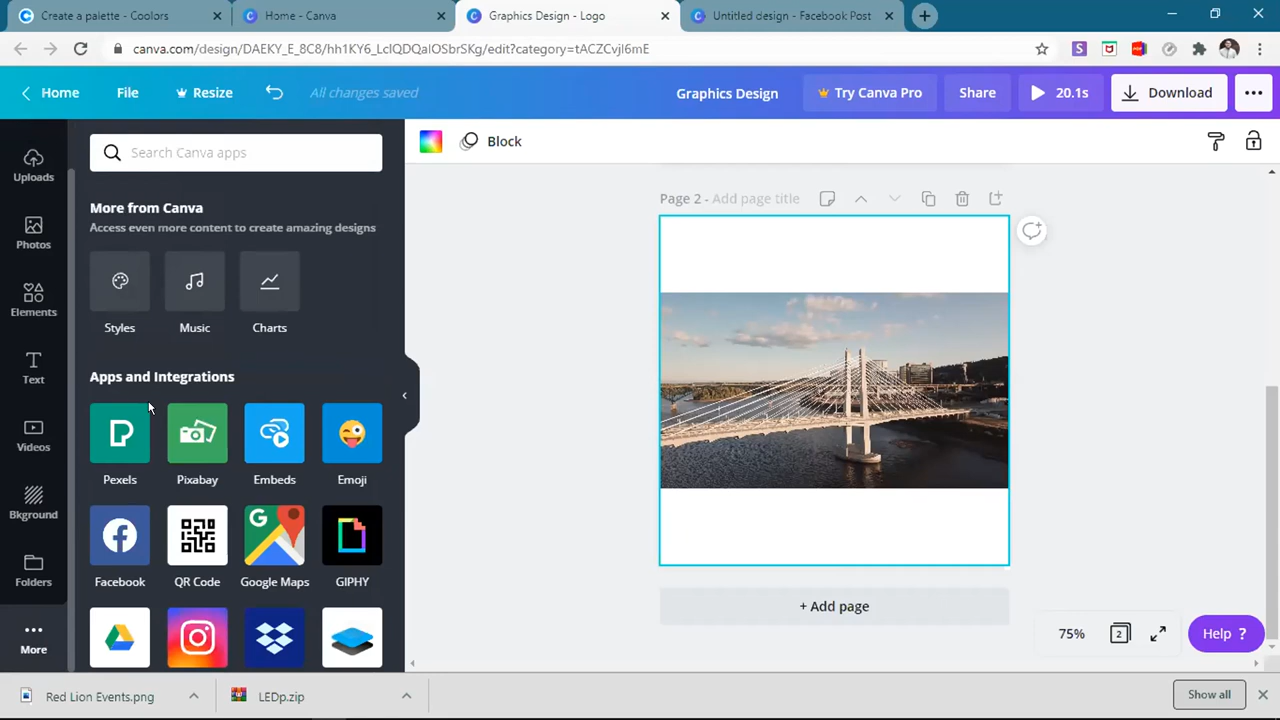 Create a palette - Coolors
Home - Canva
Graphics Design - Logo
Untitled design - Facebook Post
canva.com/design/DAEKY_E_8C8/hh1KY6_LcIQDQaIOSbrSKg/edit?category=tACZCvjI6mE
Home
File
Resize
All changes saved
Graphics Design
Try Canva Pro
Share
20.1s
Download
Uploads
Photos
Elements
Text
Videos
Bkground
Folders
More
Search Canva apps
More from Canva
Access even more content to create amazing designs
Styles
Music
Charts
Apps and Integrations
Pexels
Pixabay
Embeds
Emoji
Facebook
QR Code
Google Maps
GIPHY
Block
Page 2 - Add page title
+ Add page
75%
2
Help ?
Red Lion Events.png
LEDp.zip
Show all